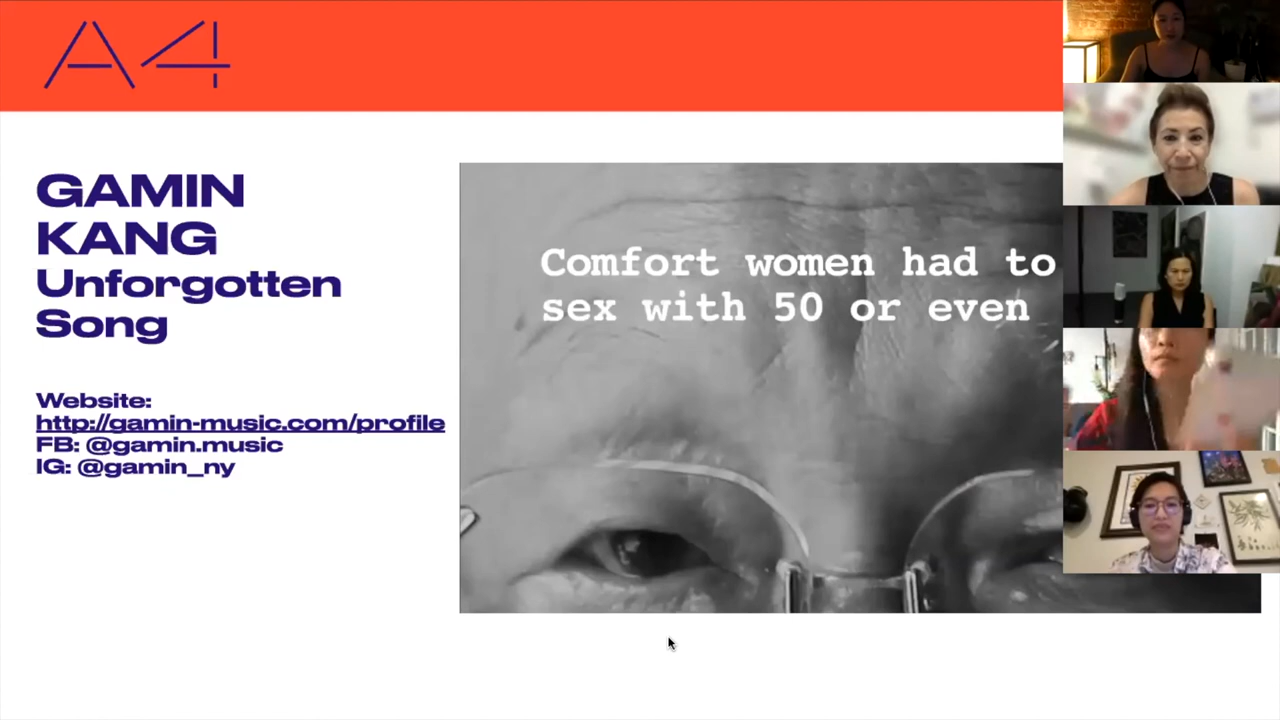 A4
GAMIN
KANG
Unforgotten
Song
Website:
http://gamin-music.com/profile
FB: @gamin.music
IG: @gamin_ny
Comfort women had to
sex with 50 or even